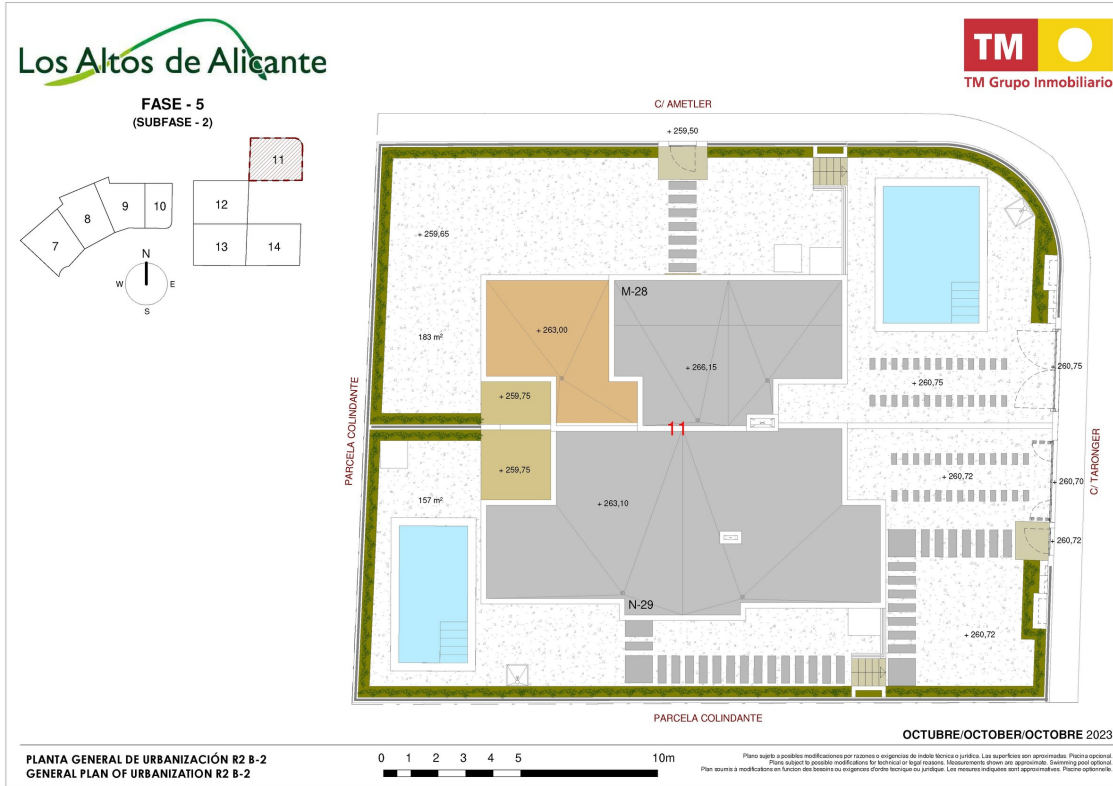 Los Altos de Alicante
TM
TM Grupo Inmobiliario
FASE - 5
(SUBFASE - 2)
11
12
10
9
8
7
13
14
N
W
E
S
C/ AMETLER
+ 259,50
+ 259,65
M-28
+ 263,00
183 m²
+ 266,15
+ 260,75
+ 260,75
+ 259,75
PARCELA COLINDANTE
11
C/ TARONGER
+ 259,75
+ 260,72
+ 260,70
157 m²
+ 263,10
+ 260,72
N-29
+ 260,72
PARCELA COLINDANTE
OCTUBRE/OCTOBER/OCTOBRE 2023
PLANTA GENERAL DE URBANIZACIÓN R2 B-2
GENERAL PLAN OF URBANIZATION R2 B-2
0 1 2 3 4 5 10m
Plano sujeto a posibles modificaciones por razones o exigencias de indole técnica o jurídica. Las superficies son aproximadas. Piscina opcional.
Plans subject to possible modifications for technical or legal reasons. Measurements shown are approximate. Swimming pool optional.
Plan soumis à modifications en funcion des besoins ou exigences d'ordre tecnique ou juridique. Les mesures indiquées sont approximatives. Piscine optionnelle.